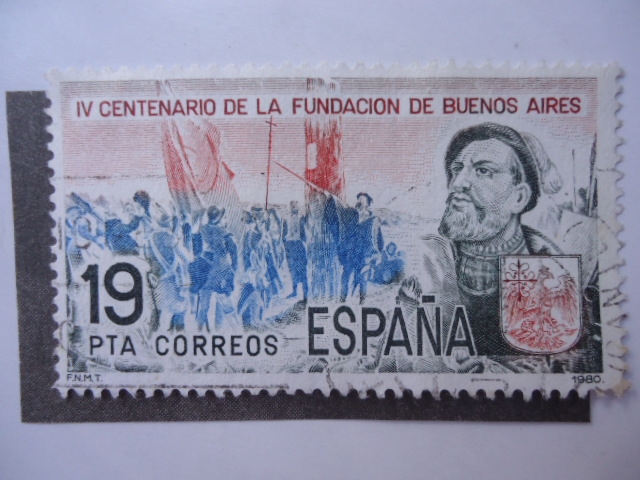 IV CENTENARIO DE LA FUNDACION DE BUENOS AIRES
19
PTA CORREOS
ESPAÑA
F.N.M.T.
1980.